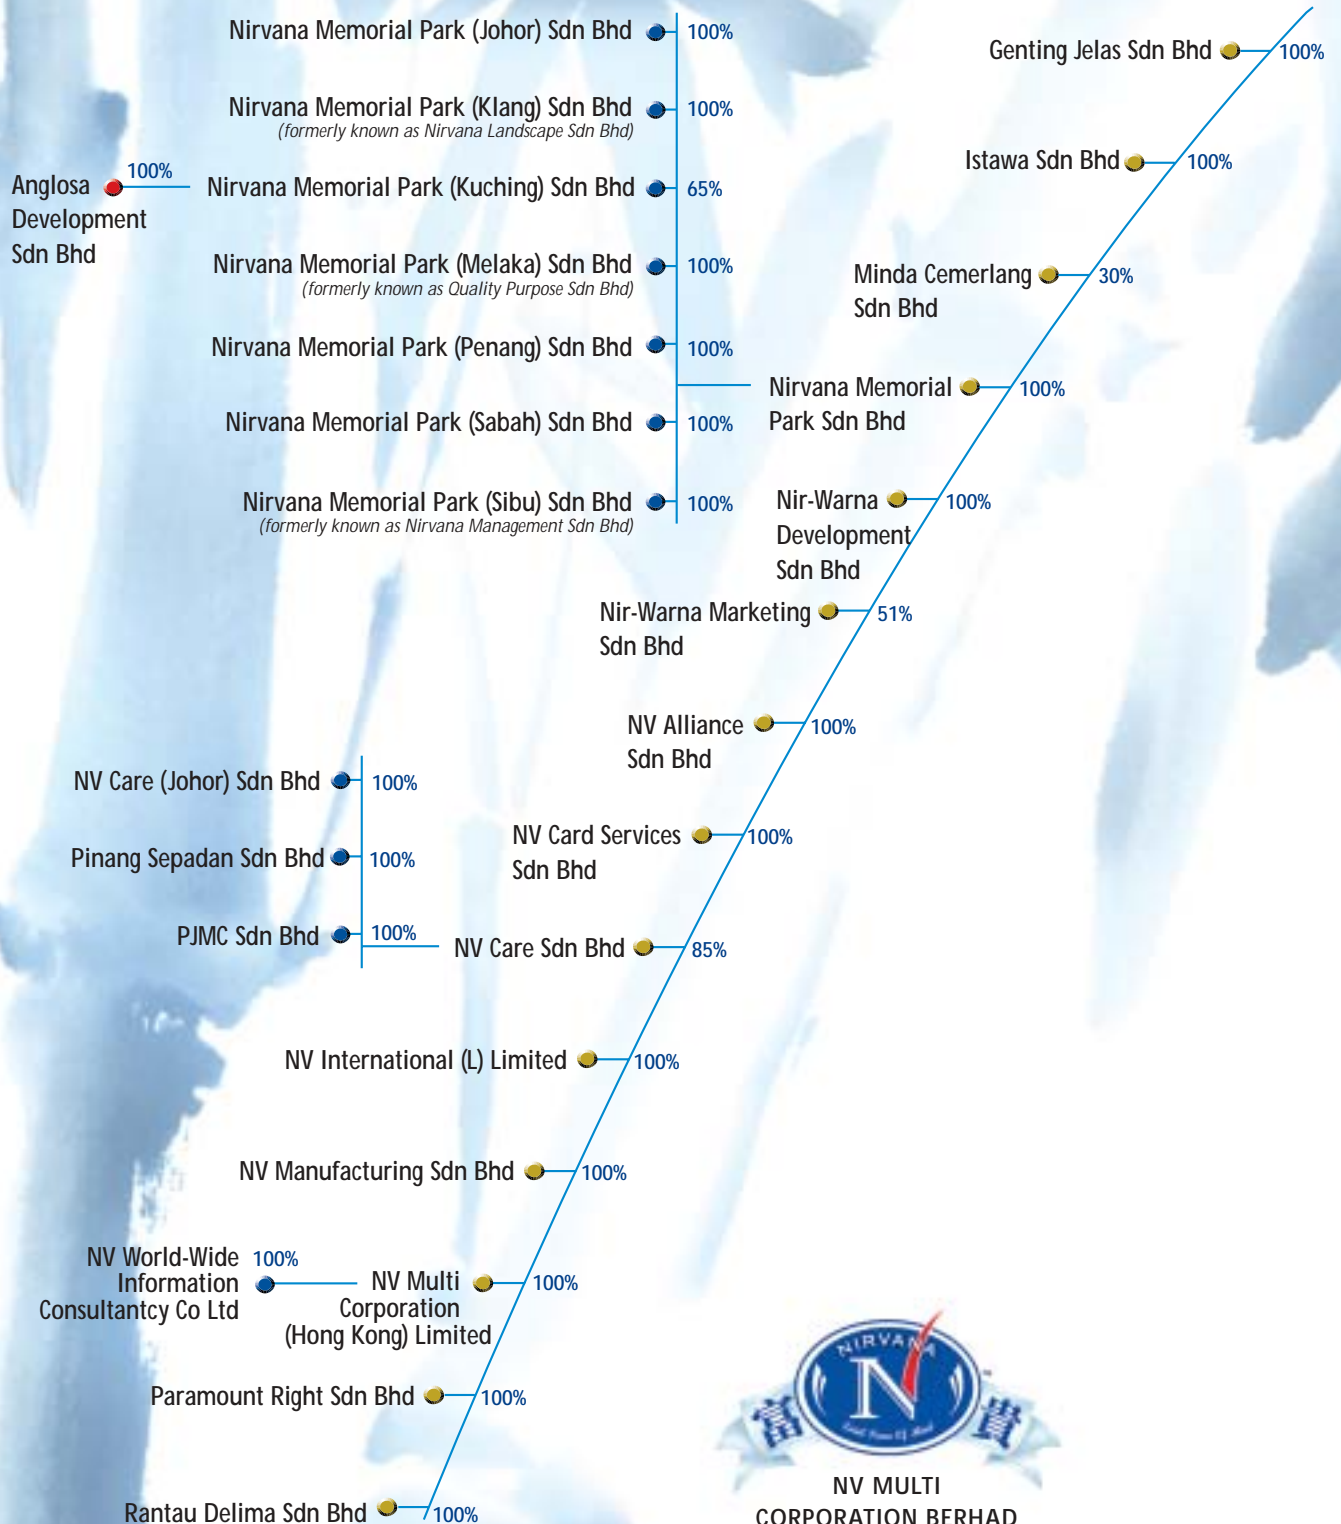 Nirvana Memorial Park (Johor) Sdn Bhd 100%
Genting Jelas Sdn Bhd 100%
Nirvana Memorial Park (Klang) Sdn Bhd 100%
(formerly known as Nirvana Landscape Sdn Bhd)
Istawa Sdn Bhd 100%
Anglosa 100%
Development
Sdn Bhd
Nirvana Memorial Park (Kuching) Sdn Bhd 65%
Nirvana Memorial Park (Melaka) Sdn Bhd 100%
(formerly known as Quality Purpose Sdn Bhd)
Minda Cemerlang 30%
Sdn Bhd
Nirvana Memorial Park (Penang) Sdn Bhd 100%
Nirvana Memorial 100%
Park Sdn Bhd
Nirvana Memorial Park (Sabah) Sdn Bhd 100%
Nirvana Memorial Park (Sibu) Sdn Bhd 100%
(formerly known as Nirvana Management Sdn Bhd)
Nir-Warna 100%
Development
Sdn Bhd
Nir-Warna Marketing 51%
Sdn Bhd
NV Alliance 100%
Sdn Bhd
NV Care (Johor) Sdn Bhd 100%
NV Card Services 100%
Sdn Bhd
Pinang Sepadan Sdn Bhd 100%
PJMC Sdn Bhd 100%
NV Care Sdn Bhd 85%
NV International (L) Limited 100%
NV Manufacturing Sdn Bhd 100%
NV World-Wide 100%
Information
Consultantcy Co Ltd
NV Multi 100%
Corporation
(Hong Kong) Limited
Paramount Right Sdn Bhd 100%
Rantau Delima Sdn Bhd 100%
NIRVANA
N
™
富 貴
NV MULTI
CORPORATION BERHAD